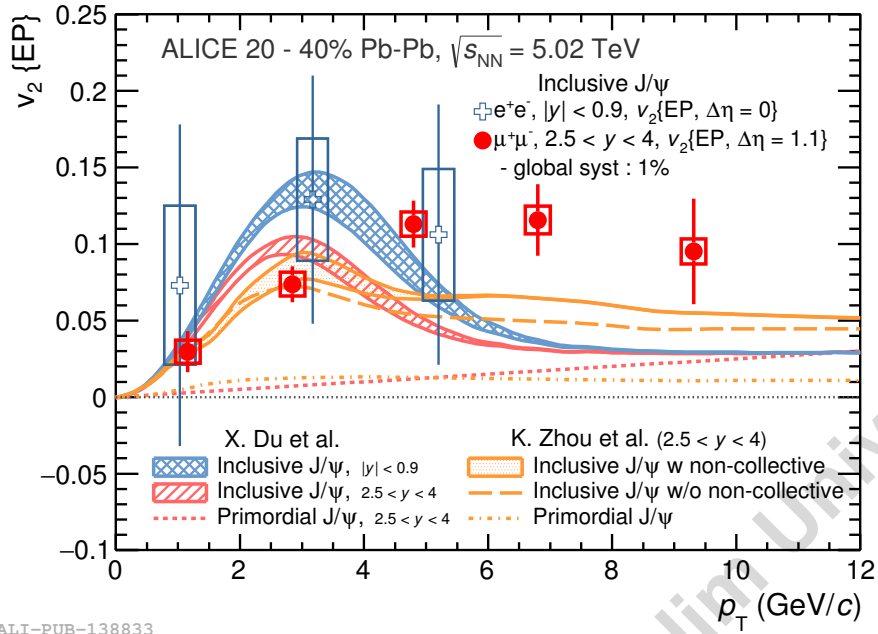 ALICE 20 - 40% Pb-Pb, √s_NN = 5.02 TeV
Inclusive J/ψ
e⁺e⁻, |y| < 0.9, v₂{EP, Δη = 0}
μ⁺μ⁻, 2.5 < y < 4, v₂{EP, Δη = 1.1}
- global syst : 1%
v₂ {EP}
0.25
0.2
0.15
0.1
0.05
0
−0.05
−0.1
X. Du et al.
Inclusive J/ψ, |y| < 0.9
Inclusive J/ψ, 2.5 < y < 4
Primordial J/ψ, 2.5 < y < 4
K. Zhou et al. (2.5 < y < 4)
Inclusive J/ψ w non-collective
Inclusive J/ψ w/o non-collective
Primordial J/ψ
0 2 4 6 8 10 12
p_T (GeV/c)
ALI-PUB-138833